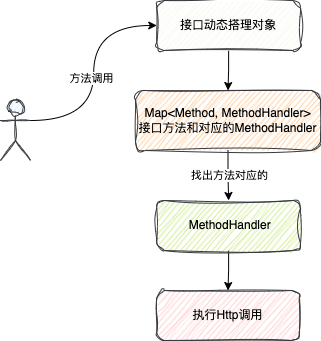 接口动态搭理对象
方法调用
Map<Method, MethodHandler>
接口方法和对应的MethodHandler
找出方法对应的
MethodHandler
执行Http调用